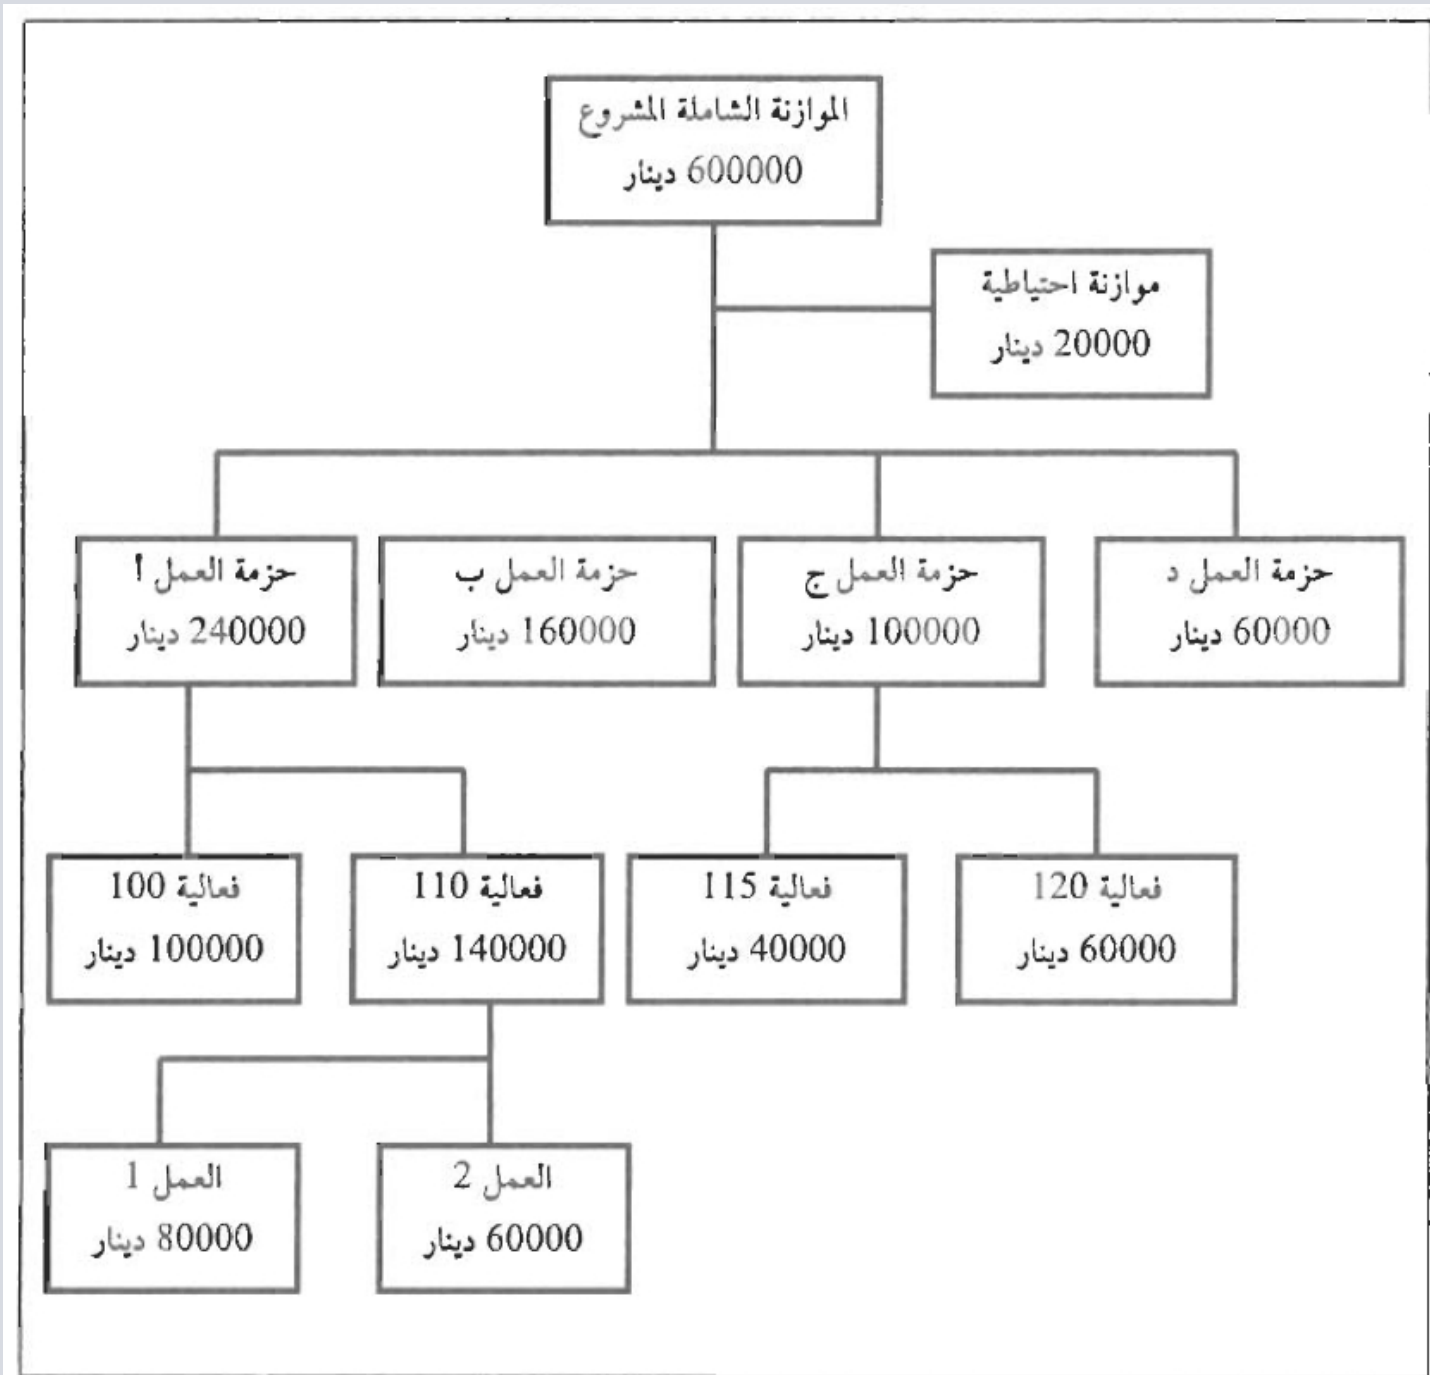 الموازنة الشاملة المشروع
600000 دينار
موازنة احتياطية
20000 دينار
حزمة العمل أ
240000 دينار
حزمة العمل ب
160000 دينار
حزمة العمل ج
100000 دينار
حزمة العمل د
60000 دينار
فعالية 100
100000 دينار
فعالية 110
140000 دينار
فعالية 115
40000 دينار
فعالية 120
60000 دينار
العمل 1
80000 دينار
العمل 2
60000 دينار